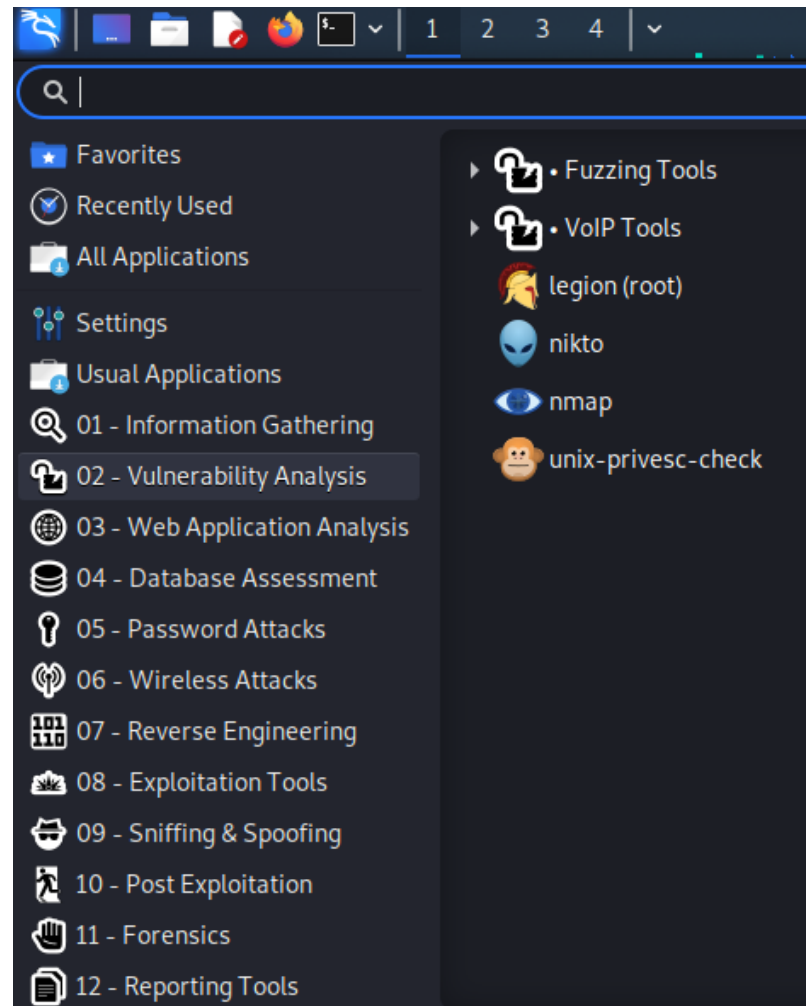 1 2 3 4
Favorites
Recently Used
All Applications
Settings
Usual Applications
01 - Information Gathering
02 - Vulnerability Analysis
03 - Web Application Analysis
04 - Database Assessment
05 - Password Attacks
06 - Wireless Attacks
07 - Reverse Engineering
08 - Exploitation Tools
09 - Sniffing & Spoofing
10 - Post Exploitation
11 - Forensics
12 - Reporting Tools
• Fuzzing Tools
• VoIP Tools
legion (root)
nikto
nmap
unix-privesc-check